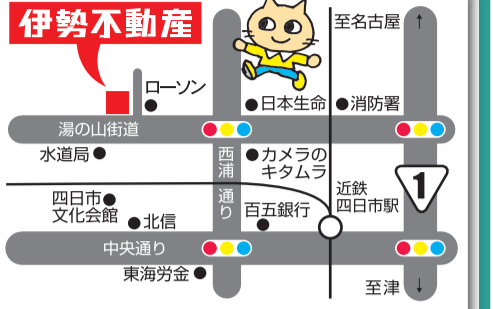 伊勢不動産
至名古屋
↑
ローソン
日本生命
消防署
湯の山街道
水道局
西浦通り
カメラの
キタムラ
1
四日市
文化会館
近鉄
四日市駅
北信
百五銀行
中央通り
東海労金
至津
↓